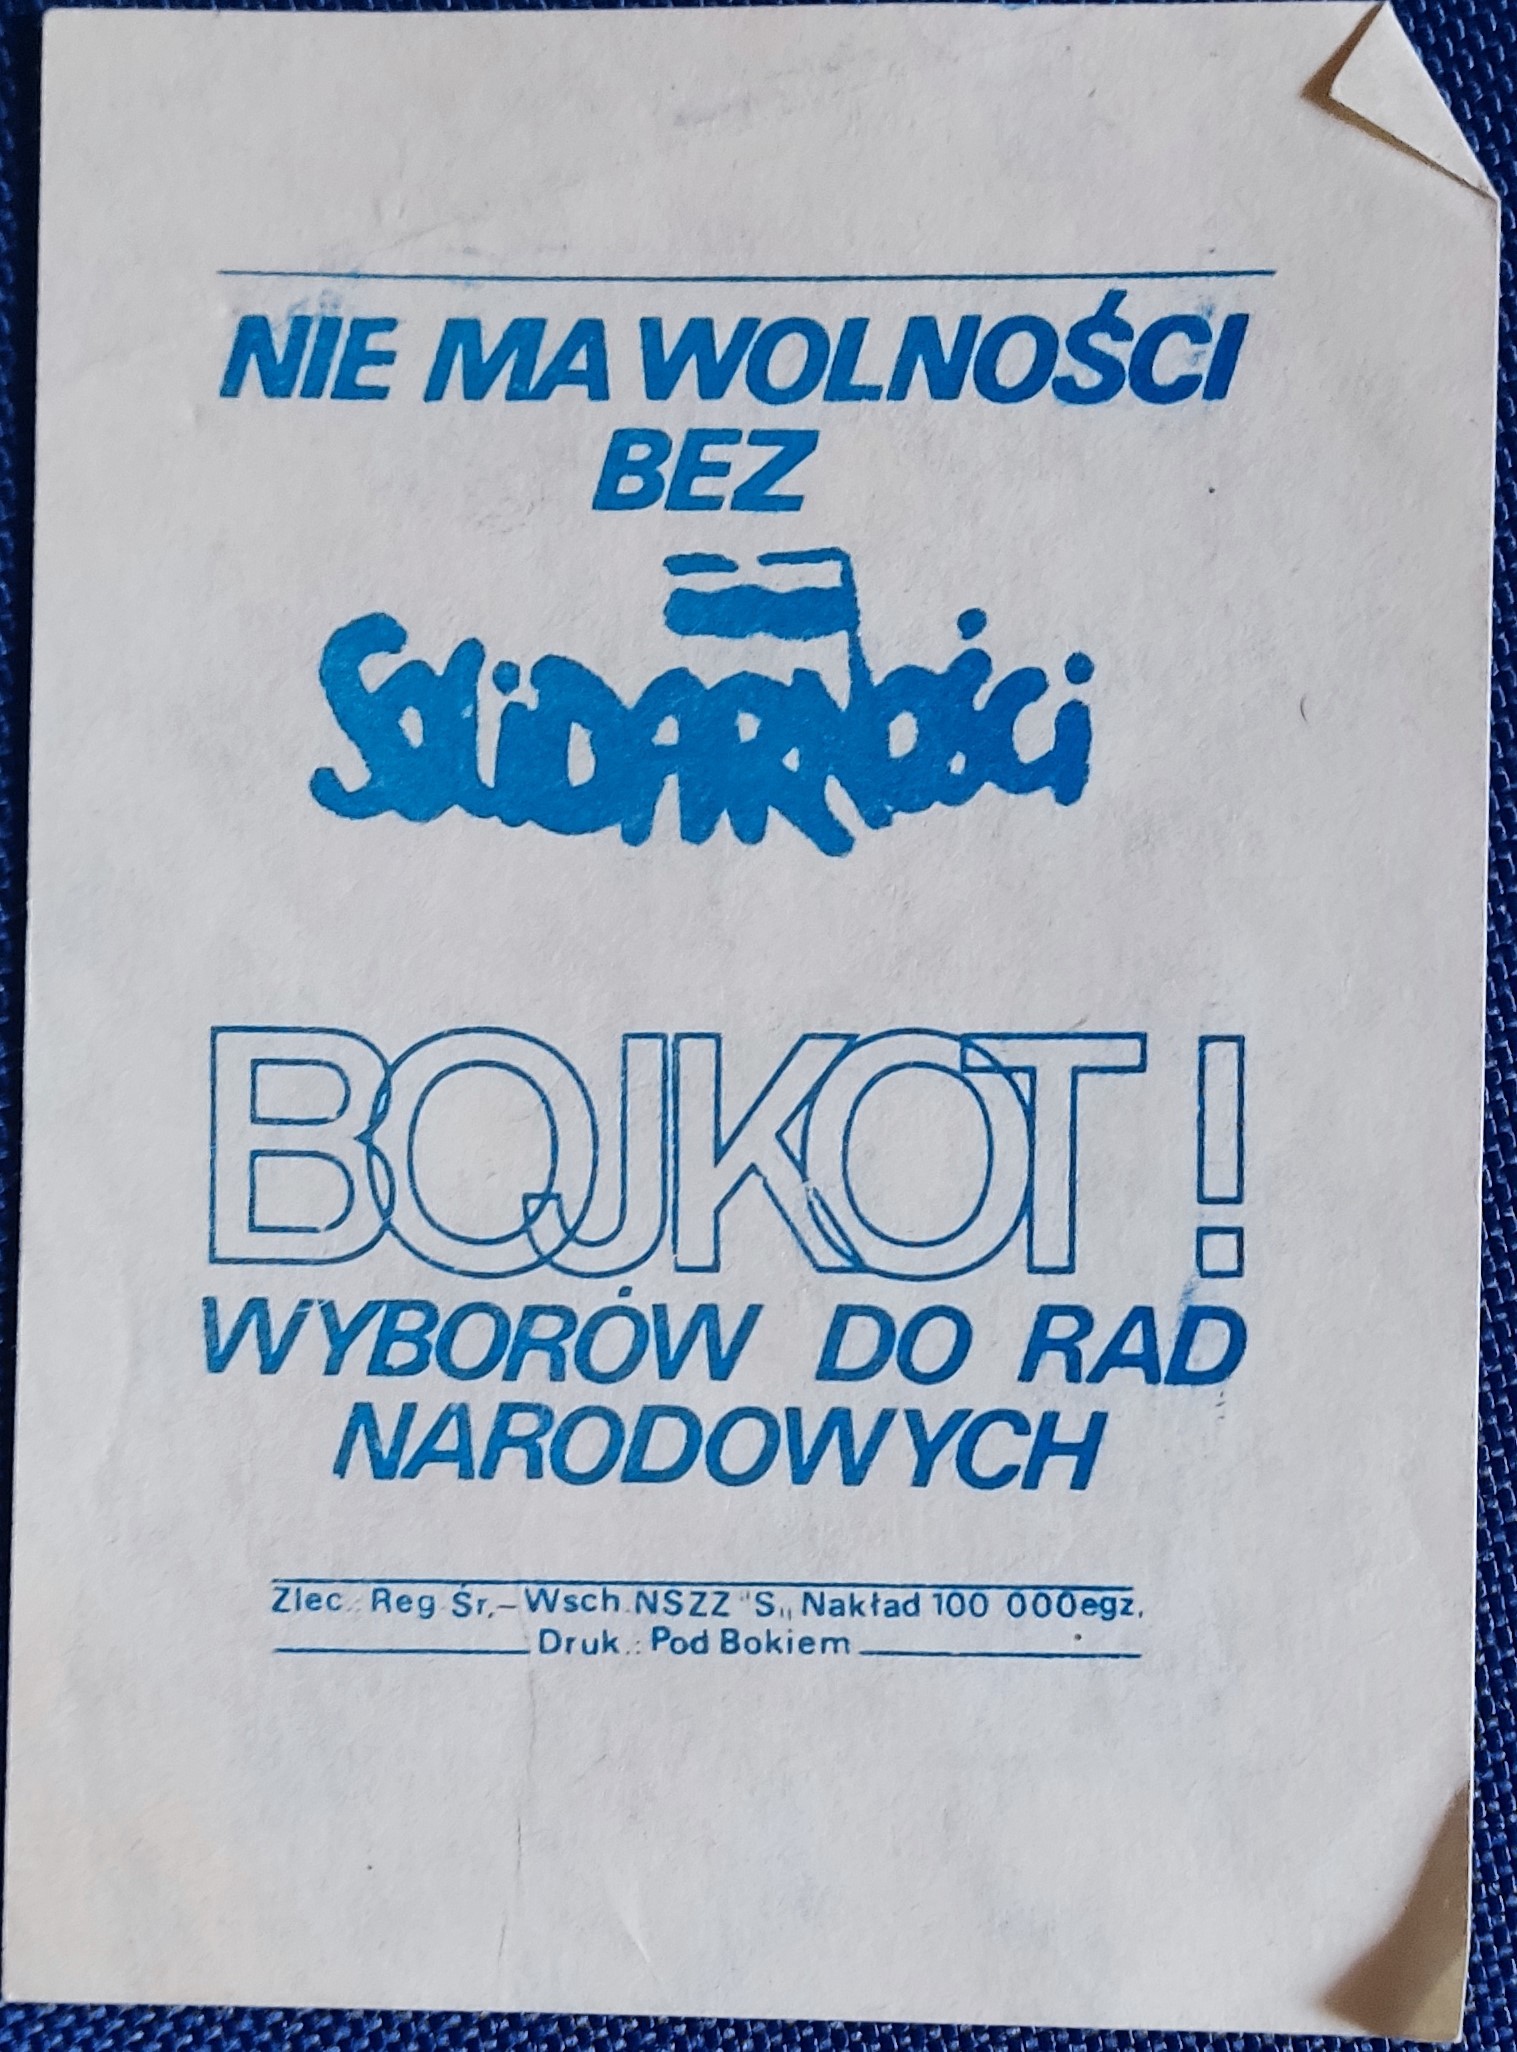 NIE MA WOLNOŚCI
BEZ
SOLiDARNOŚCi
BOJKOT !
WYBORÓW DO RAD
NARODOWYCH
Zlec.: Reg Śr.– Wsch. NSZZ "S„ Nakład 100 000egz.
Druk.: Pod Bokiem